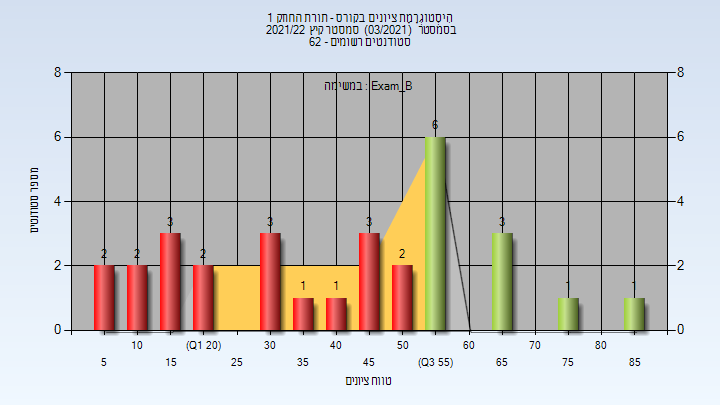 היסטוגרמת ציונים בקורס - תורת החוזק 1
בסמסטר (03/2021) סמסטר קיץ 2021/22
סטודנטים רשומים - 62
במשימה : Exam_B
8 8
6 6
4 4
2 2
0 0
מספר סטודנטים
2 2 3 2 3 1 1 3 2 6 3 1 1
10 (Q1 20) 30 40 50 60 70 80
5 15 25 35 45 (Q3 55) 65 75 85
טווח ציונים